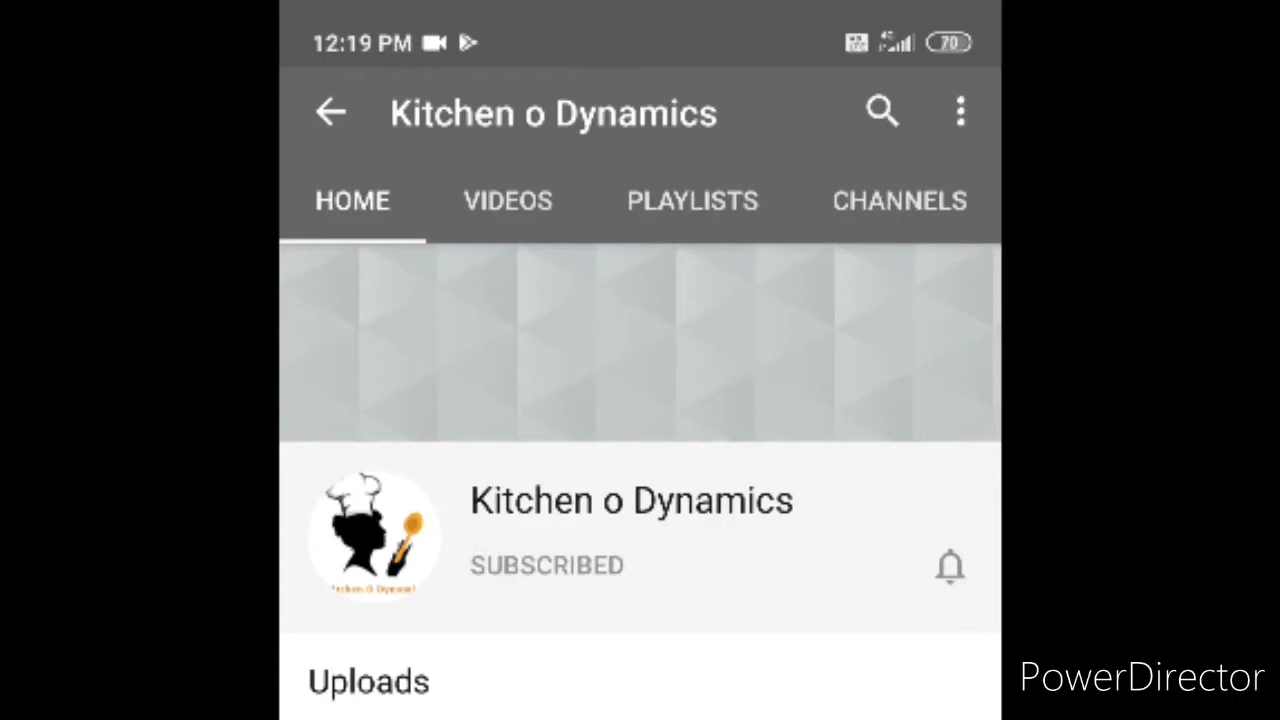 12:19 PM
70
Kitchen o Dynamics
HOME VIDEOS PLAYLISTS CHANNELS
Kitchen o Dynamics
SUBSCRIBED
Uploads
PowerDirector